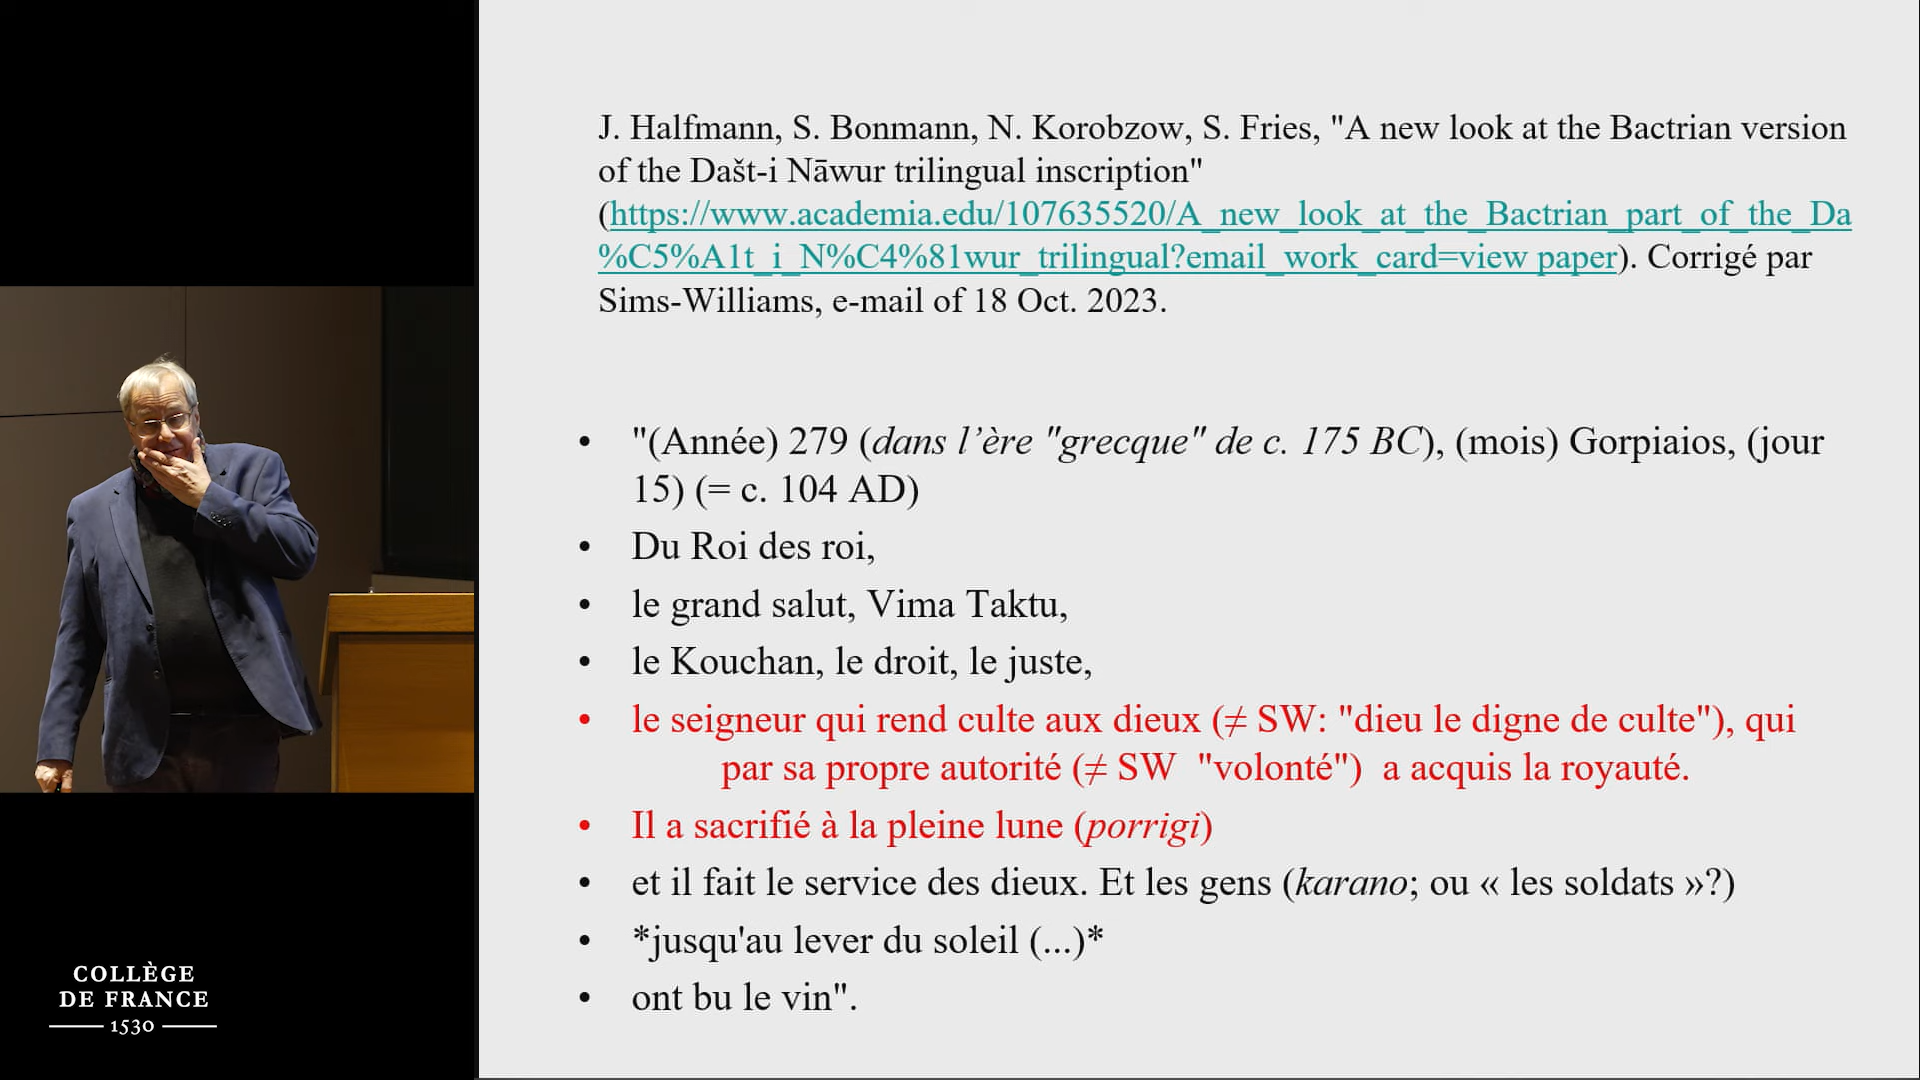 J. Halfmann, S. Bonmann, N. Korobzow, S. Fries, "A new look at the Bactrian version
of the Dašt-i Nāwur trilingual inscription"
(https://www.academia.edu/107635520/A_new_look_at_the_Bactrian_part_of_the_Da
%C5%A1t_i_N%C4%81wur_trilingual?email_work_card=view paper). Corrigé par
Sims-Williams, e-mail of 18 Oct. 2023.
• "(Année) 279 (dans l’ère "grecque" de c. 175 BC), (mois) Gorpiaios, (jour
15) (= c. 104 AD)
• Du Roi des roi,
• le grand salut, Vima Taktu,
• le Kouchan, le droit, le juste,
• le seigneur qui rend culte aux dieux (≠ SW: "dieu le digne de culte"), qui
par sa propre autorité (≠ SW "volonté") a acquis la royauté.
• Il a sacrifié à la pleine lune (porrigi)
• et il fait le service des dieux. Et les gens (karano; ou « les soldats »?)
• *jusqu'au lever du soleil (...)*
• ont bu le vin".
COLLÈGE
DE FRANCE
1530